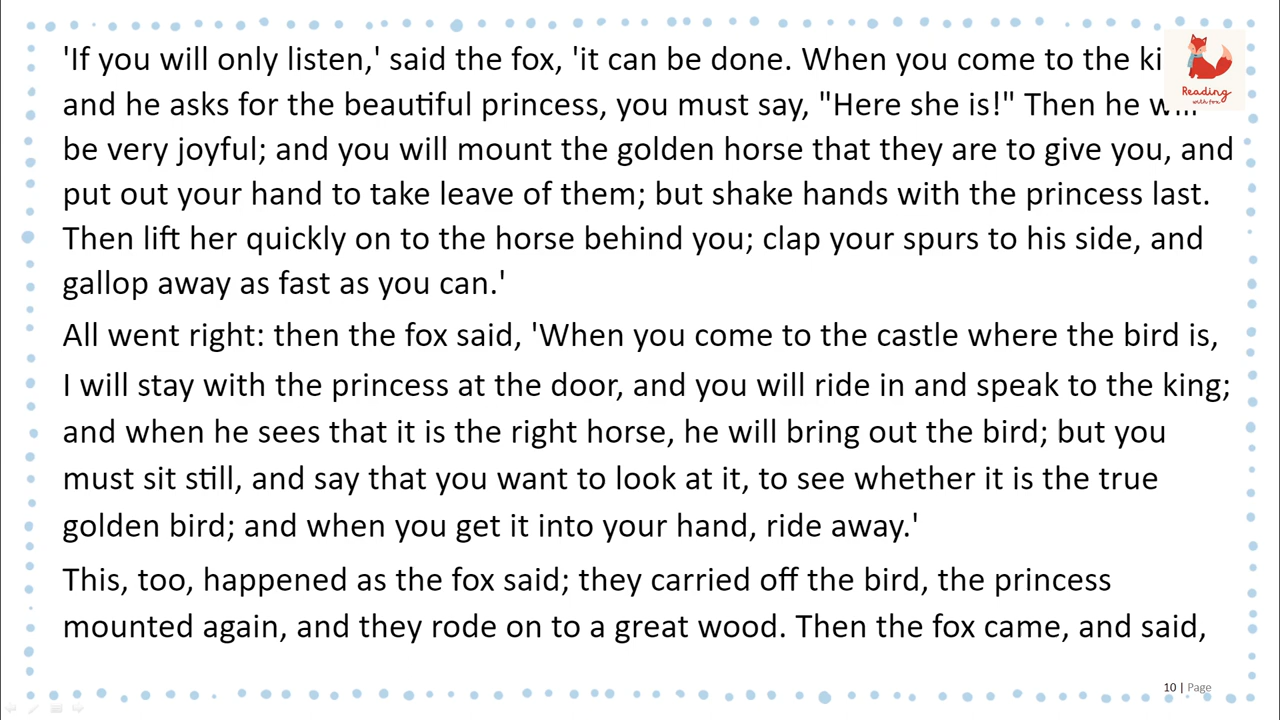 'If you will only listen,' said the fox, 'it can be done. When you come to the
and he asks for the beautiful princess, you must say, "Here she is!" Then he will
be very joyful; and you will mount the golden horse that they are to give you, and
put out your hand to take leave of them; but shake hands with the princess last.
Then lift her quickly on to the horse behind you; clap your spurs to his side, and
gallop away as fast as you can.'
All went right: then the fox said, 'When you come to the castle where the bird is,
I will stay with the princess at the door, and you will ride in and speak to the king;
and when he sees that it is the right horse, he will bring out the bird; but you
must sit still, and say that you want to look at it, to see whether it is the true
golden bird; and when you get it into your hand, ride away.'
This, too, happened as the fox said; they carried off the bird, the princess
mounted again, and they rode on to a great wood. Then the fox came, and said,
Reading
with fox
10 | Page